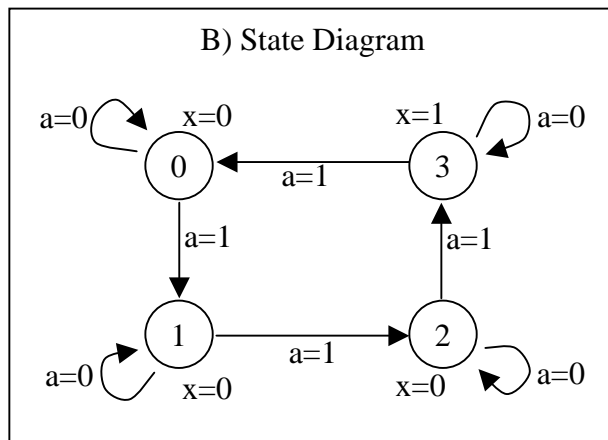 B) State Diagram
a=0 x=0 x=1 a=0
0 3
a=1
a=1 a=1
1 2
a=1
a=0 a=0
x=0 x=0